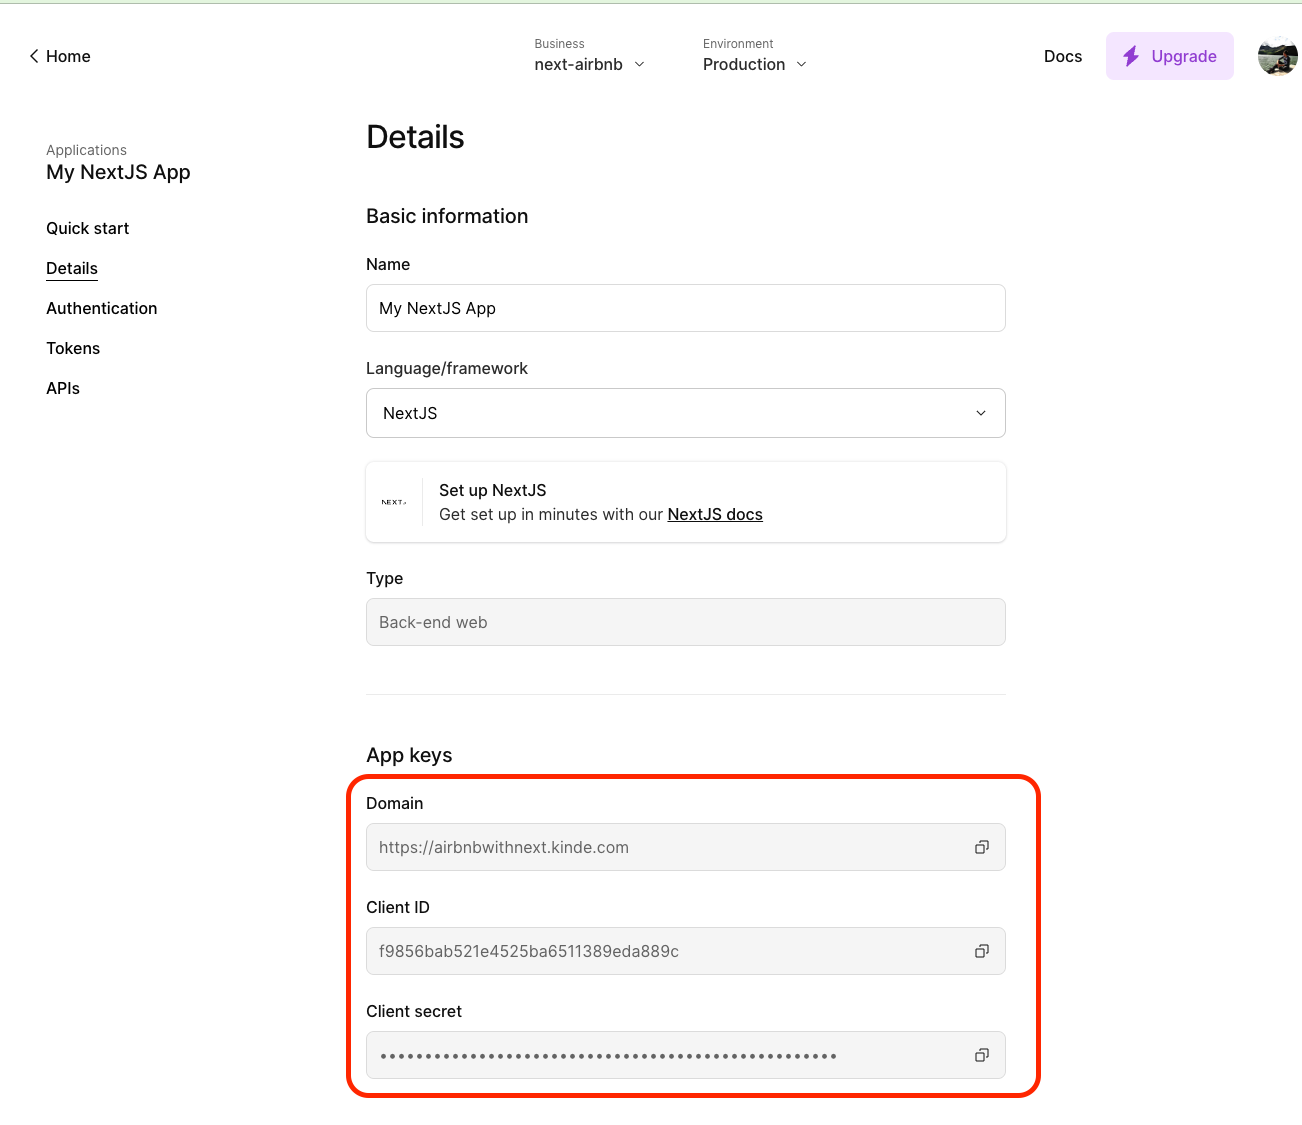 Home
Business
next-airbnb
Environment
Production
Docs
Upgrade
Applications
My NextJS App
Quick start
Details
Authentication
Tokens
APIs
Details
Basic information
Name
My NextJS App
Language/framework
NextJS
NEXT.JS
Set up NextJS
Get set up in minutes with our NextJS docs
Type
Back-end web
App keys
Domain
https://airbnbwithnext.kinde.com
Client ID
f9856bab521e4525ba6511389eda889c
Client secret